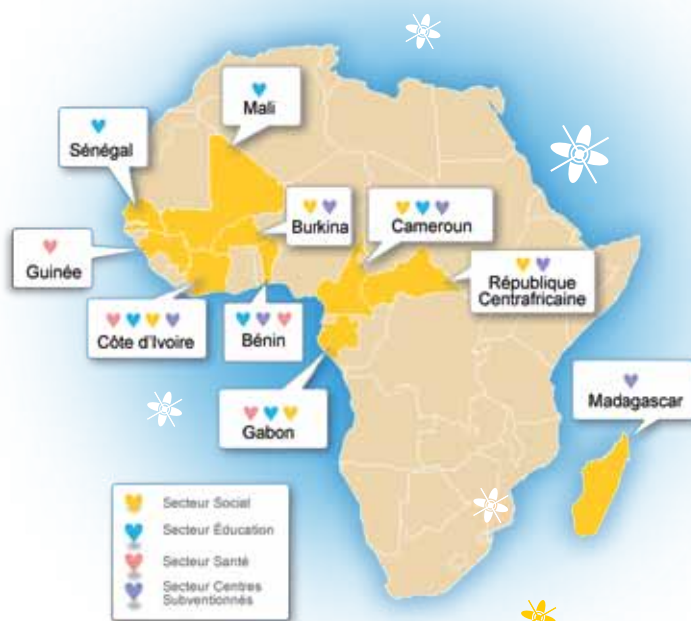 Mali
Sénégal
Burkina
Cameroun
Guinée
République
Centrafricaine
Côte d'Ivoire
Bénin
Madagascar
Gabon
Secteur Social
Secteur Éducation
Secteur Santé
Secteur Centres
Subventionnés